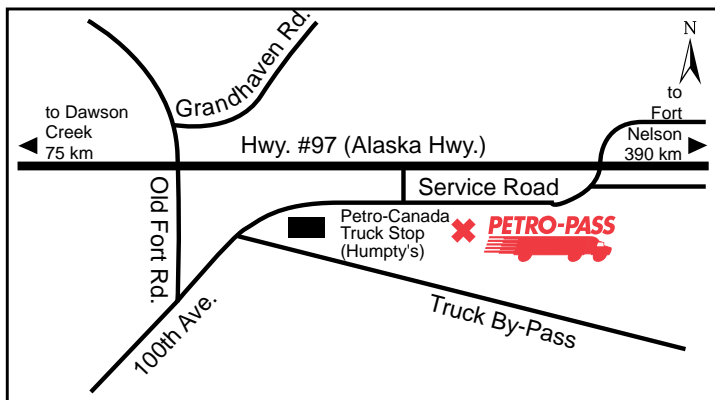 Grandhaven Rd.
N
to Dawson
Creek
75 km
to
Fort
Nelson
390 km
Hwy. #97 (Alaska Hwy.)
Service Road
Old Fort Rd.
Petro-Canada
Truck Stop
(Humpty's)
PETRO-PASS
100th Ave.
Truck By-Pass